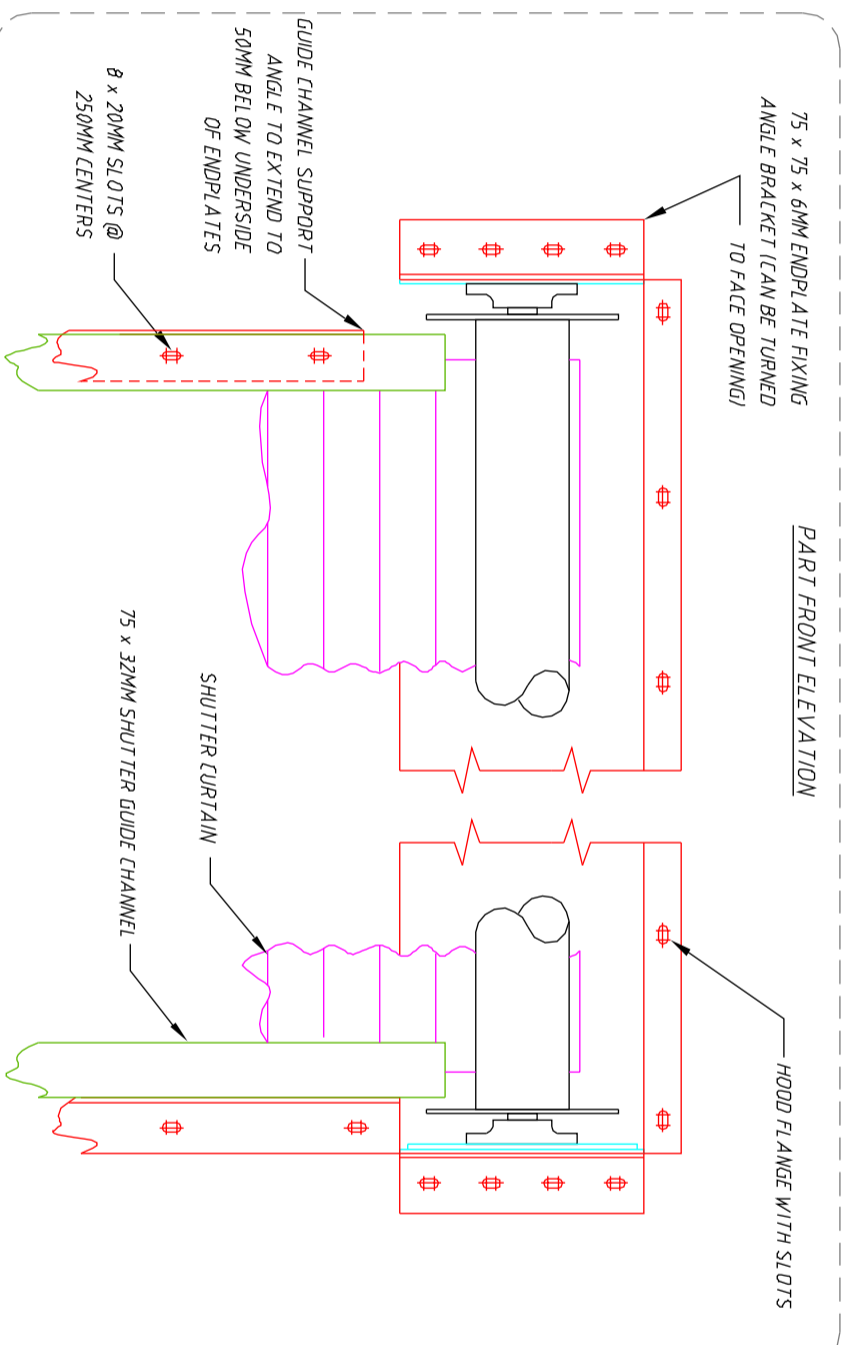 PART FRONT ELEVATION
75 x 75 x 6MM ENDPLATE FIXING
ANGLE BRACKET (CAN BE TURNED
TO FACE OPENING)
HOOD FLANGE WITH SLOTS
GUIDE CHANNEL SUPPORT
ANGLE TO EXTEND TO
50MM BELOW UNDERSIDE
OF ENDPLATES
8 x 20MM SLOTS @
250MM CENTERS
SHUTTER CURTAIN
75 x 32MM SHUTTER GUIDE CHANNEL